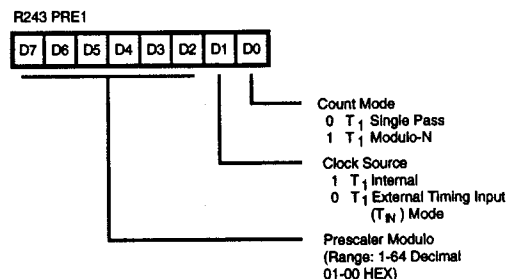 R243 PRE1
D7 D6 D5 D4 D3 D2 D1 D0
Count Mode
0 T1 Single Pass
1 T1 Modulo-N
Clock Source
1 T1 Internal
0 T1 External Timing Input
(TIN) Mode
Prescaler Modulo
(Range: 1-64 Decimal
01-00 HEX)